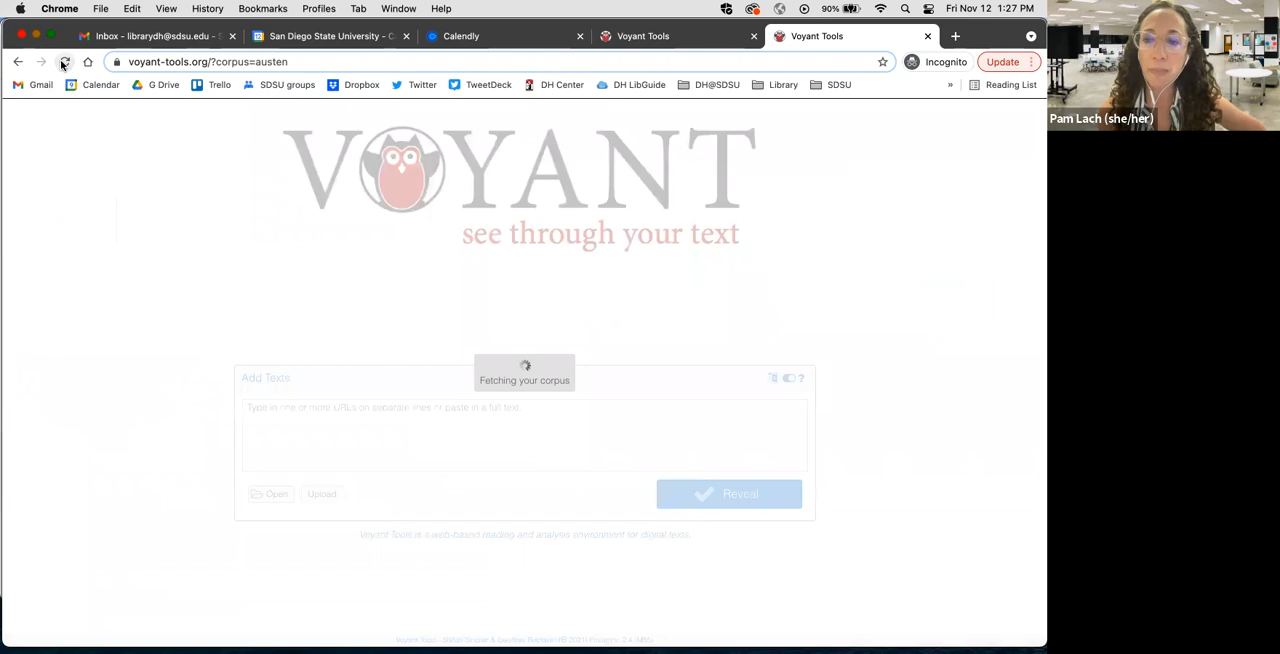 Chrome File Edit View History Bookmarks Profiles Tab Window Help 90% Fri Nov 12 1:27 PM
Inbox - librarydh@sdsu.edu - S
San Diego State University - C
Calendly
Voyant Tools
Voyant Tools
voyant-tools.org/?corpus=austen
Incognito
Update
Gmail Calendar G Drive Trello SDSU groups Dropbox Twitter TweetDeck DH Center DH LibGuide DH@SDSU Library SDSU » Reading List
Pam Lach (she/her)
VOYANT
see through your text
Fetching your corpus
Add Texts
?
Type in one or more URLs on separate lines or paste in a full text.
Open
Upload
Reveal
Voyant Tools is a web-based reading and analysis environment for digital texts.